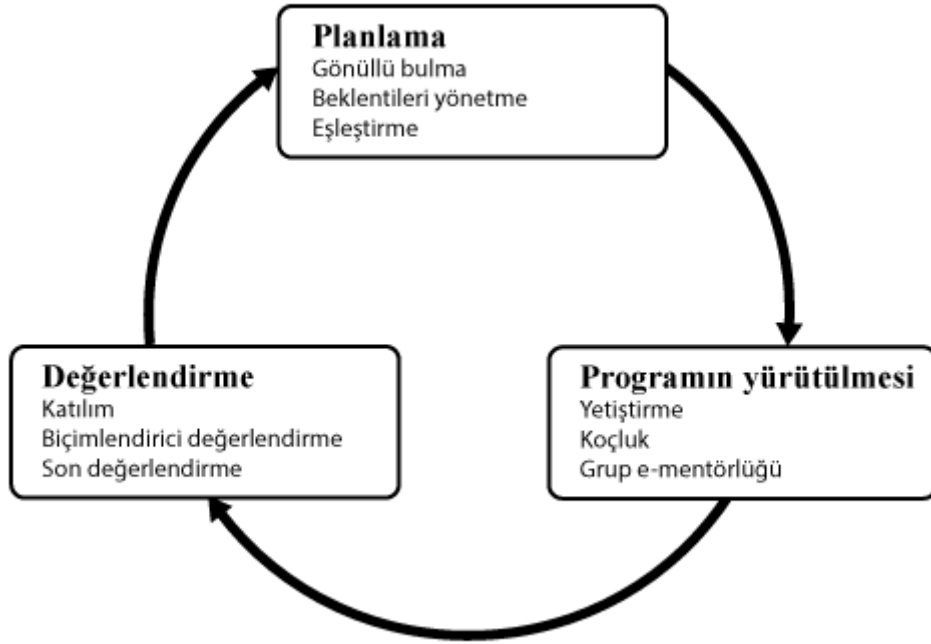 Planlama
Gönüllü bulma
Beklentileri yönetme
Eşleştirme
Değerlendirme
Katılım
Biçimlendirici değerlendirme
Son değerlendirme
Programın yürütülmesi
Yetiştirme
Koçluk
Grup e-mentörlüğü